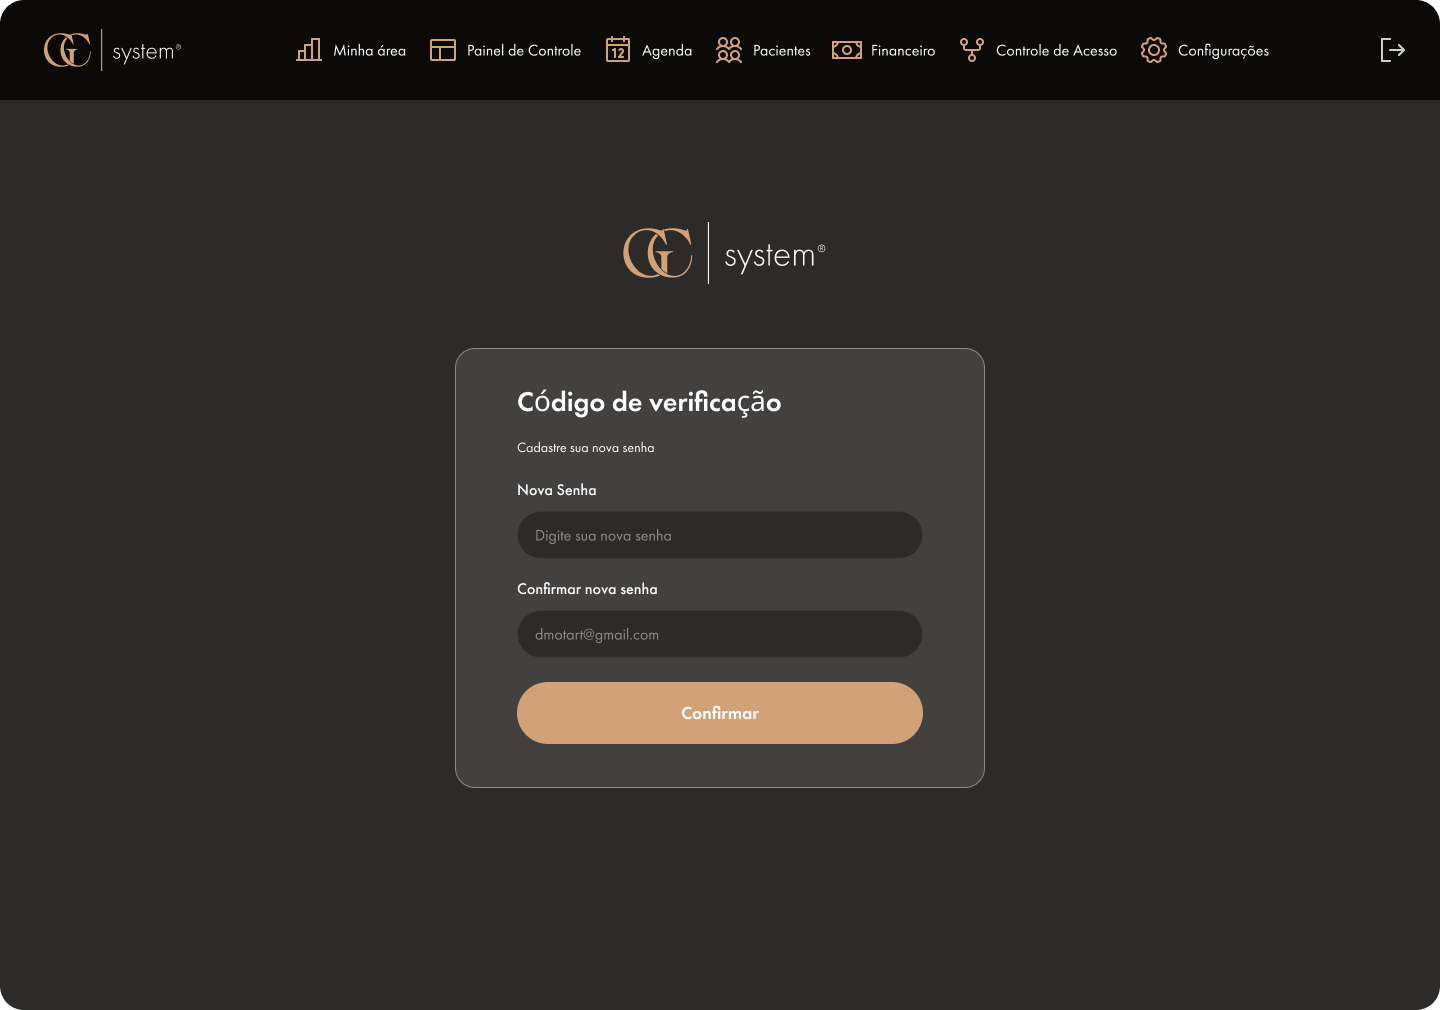 GC system®
Minha área
Painel de Controle
12
Agenda
Pacientes
Financeiro
Controle de Acesso
Configurações
GC system®
Código de verificação
Cadastre sua nova senha
Nova Senha
Digite sua nova senha
Confirmar nova senha
dmotart@gmail.com
Confirmar